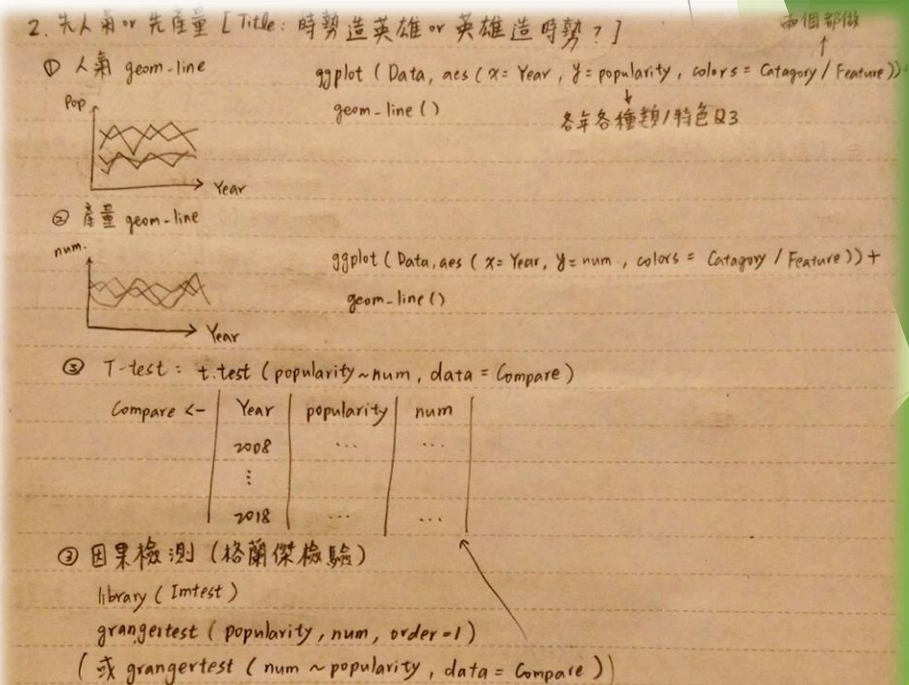 2. 先人氣 or 先產量 [Title: 時勢造英雄 or 英雄造時勢?]
兩個都做
① 人氣 geom-line
ggplot (Data, aes (x= Year, y= popularity, colors = Catagory / Feature))+
geom-line ()
各年各種類/特色Q3
Pop
Year
② 產量 geom-line
num.
ggplot (Data, aes (x= Year, y= num, colors = Catagory / Feature)) +
geom-line ()
Year
③ T-test: t.test (popularity ~ num, data = Compare)
Compare <- Year popularity num
2008 ... ...
⋮
2018 ... ...
③ 因果檢測 (格蘭傑檢驗)
library (lmtest)
grangertest (popularity, num, order=1)
(或 grangertest (num ~ popularity, data = Compare))